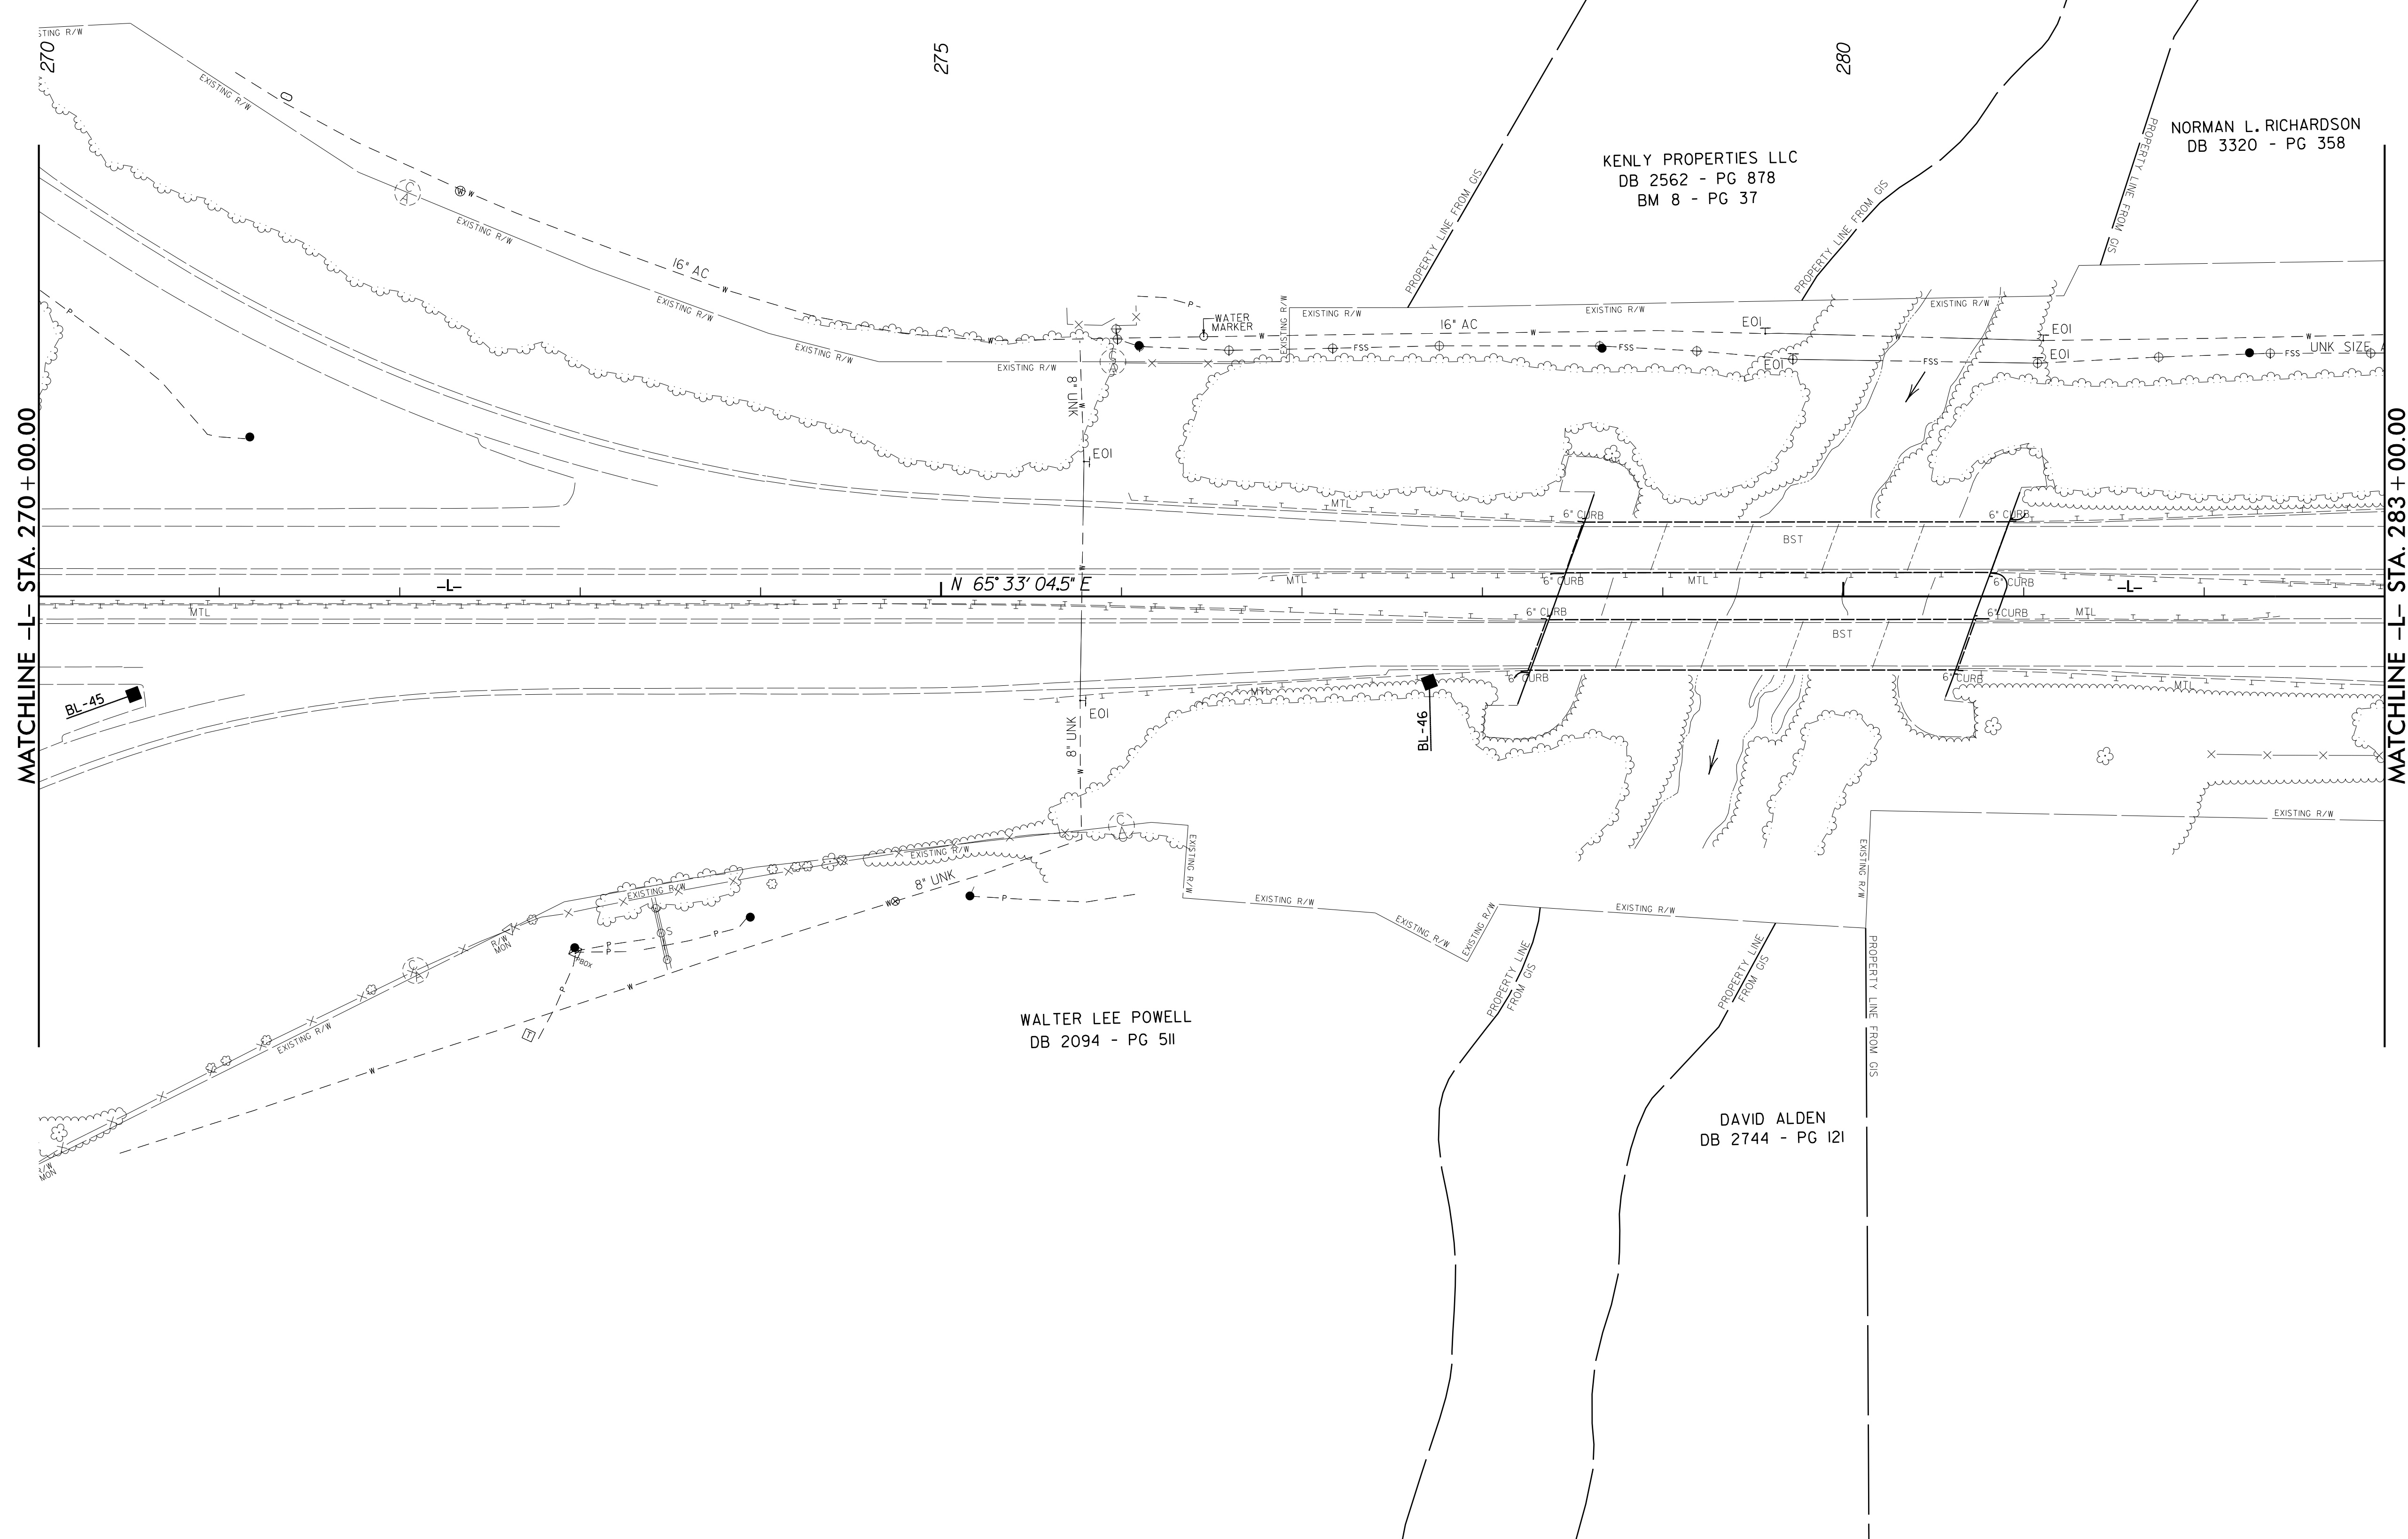 270
275
280
EXISTING R/W
EXISTING R/W
EXISTING R/W
EXISTING R/W
EXISTING R/W
EXISTING R/W
EXISTING R/W
EXISTING R/W
EXISTING R/W
EXISTING R/W
C
A
W
W
16" AC
W
W
P
P
WATER
MARKER
W
16" AC
W
W
W
FSS
FSS
FSS
FSS
UNK SIZE
EOI
EOI
EOI
EOI
EOI
8" UNK
W
C
A
PROPERTY LINE FROM GIS
PROPERTY LINE FROM GIS
PROPERTY LINE FROM GIS
KENLY PROPERTIES LLC
DB 2562 - PG 878
BM 8 - PG 37
NORMAN L. RICHARDSON
DB 3320 - PG 358
MATCHLINE -L- STA. 270+00.00
MATCHLINE -L- STA. 283+00.00
MTL
6" CURB
6" CURB
BST
W
-L-
N 65° 33' 04.5" E
MTL
6" CURB
MTL
6" CURB
-L-
MTL
6" CURB
6" CURB
MTL
BST
BL-45
MTL
6" CURB
6" CURB
MTL
EOI
8" UNK
W
BL-46
C
A
EXISTING R/W
EXISTING R/W
EXISTING R/W
EXISTING R/W
EXISTING R/W
EXISTING R/W
EXISTING R/W
EXISTING R/W
EXISTING R/W
EXISTING R/W
8" UNK
W
P
R/W
MON
P
P
P
S
PBOX
P
T
W
W
C
A
R/W
MON
PROPERTY LINE
FROM GIS
PROPERTY LINE
FROM GIS
PROPERTY LINE FROM GIS
WALTER LEE POWELL
DB 2094 - PG 511
DAVID ALDEN
DB 2744 - PG 121